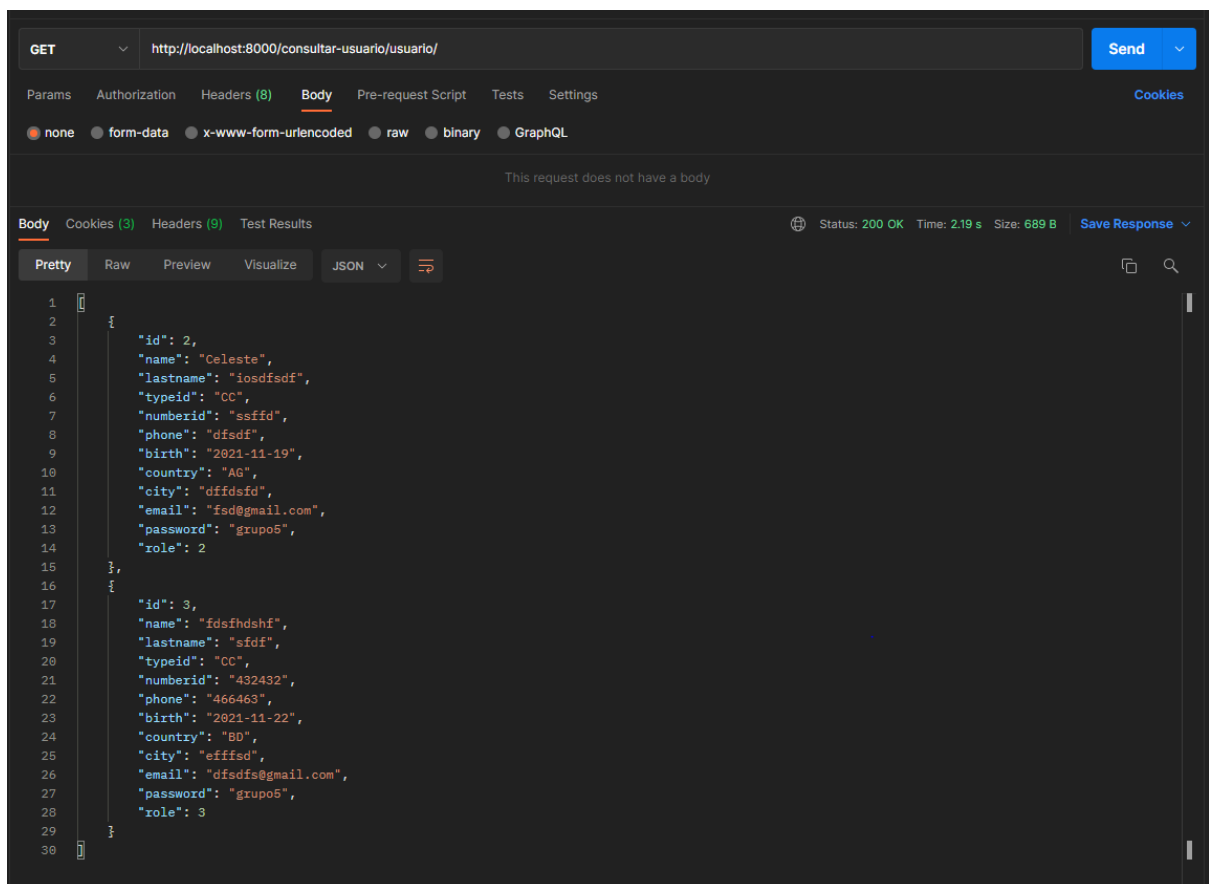 GET http://localhost:8000/consultar-usuario/usuario/ Send
Params Authorization Headers (8) Body Pre-request Script Tests Settings Cookies
none form-data x-www-form-urlencoded raw binary GraphQL
This request does not have a body
Body Cookies (3) Headers (9) Test Results Status: 200 OK Time: 2.19 s Size: 689 B Save Response
Pretty Raw Preview Visualize JSON
1 [
2 {
3 "id": 2,
4 "name": "Celeste",
5 "lastname": "iosdfsdf",
6 "typeid": "CC",
7 "numberid": "ssffd",
8 "phone": "dfsdf",
9 "birth": "2021-11-19",
10 "country": "AG",
11 "city": "dffdsfd",
12 "email": "fsd@gmail.com",
13 "password": "grupo5",
14 "role": 2
15 },
16 {
17 "id": 3,
18 "name": "fdsfhdshf",
19 "lastname": "sfdf",
20 "typeid": "CC",
21 "numberid": "432432",
22 "phone": "466463",
23 "birth": "2021-11-22",
24 "country": "BD",
25 "city": "efffsd",
26 "email": "dfsdfs@gmail.com",
27 "password": "grupo5",
28 "role": 3
29 }
30 ]